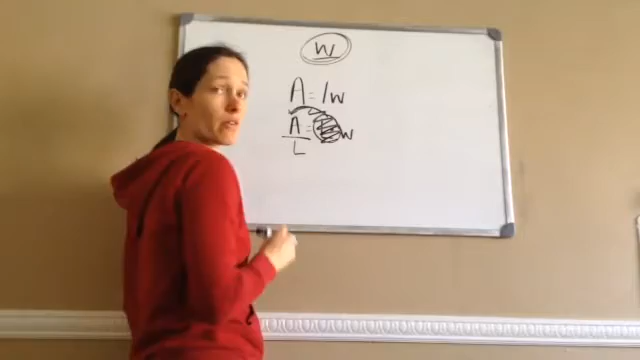 W
A = lw
A = w
L